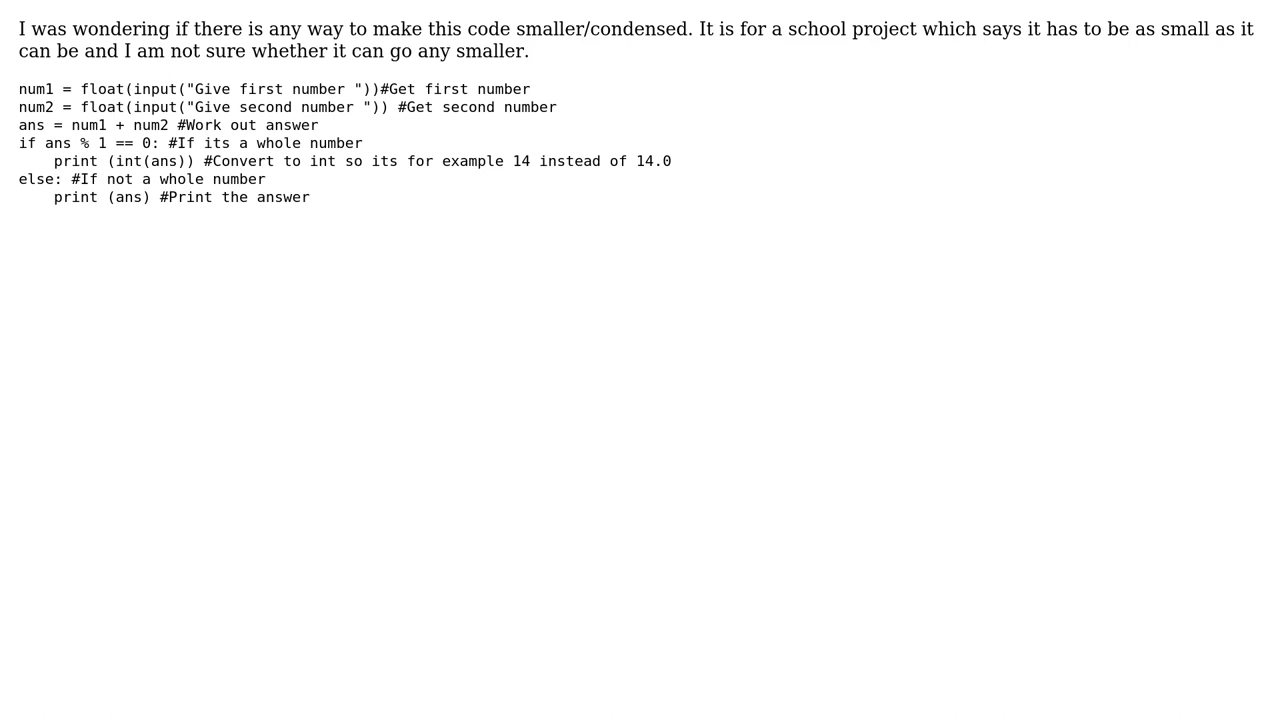 I was wondering if there is any way to make this code smaller/condensed. It is for a school project which says it has to be as small as it
can be and I am not sure whether it can go any smaller.
num1 = float(input("Give first number "))#Get first number
num2 = float(input("Give second number ")) #Get second number
ans = num1 + num2 #Work out answer
if ans % 1 == 0: #If its a whole number
    print (int(ans)) #Convert to int so its for example 14 instead of 14.0
else: #If not a whole number
    print (ans) #Print the answer